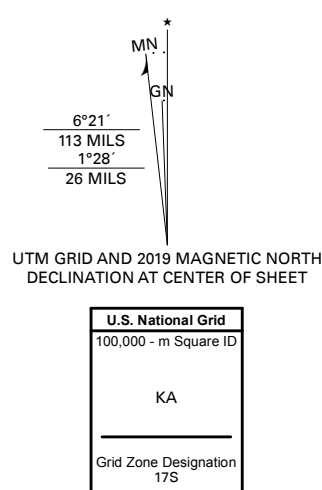 ★
MN
GN
6°21´
113 MILS
1°28´
26 MILS
UTM GRID AND 2019 MAGNETIC NORTH
DECLINATION AT CENTER OF SHEET
U.S. National Grid
100,000 - m Square ID
KA
Grid Zone Designation
17S